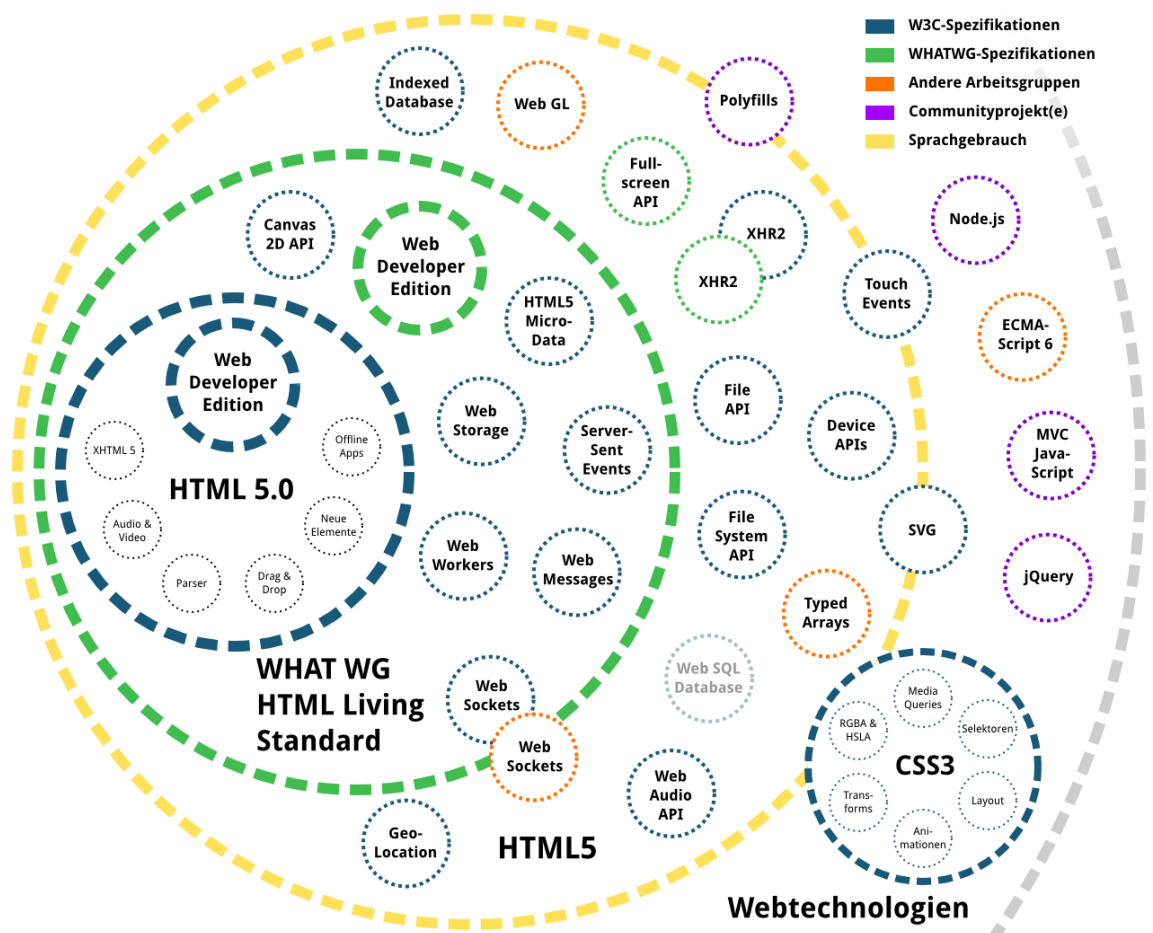 W3C-Spezifikationen
WHATWG-Spezifikationen
Andere Arbeitsgruppen
Communityprojekt(e)
Sprachgebrauch
Indexed
Database
Web GL
Polyfills
Full-
screen
API
Node.js
Canvas
2D API
Web
Developer
Edition
XHR2
XHR2
Touch
Events
HTML5
Micro-
Data
ECMA-
Script 6
Web
Developer
Edition
File
API
Web
Storage
Server-
Sent
Events
Device
APIs
MVC
Java-
Script
XHTML 5
Offline
Apps
HTML 5.0
Audio &
Video
Neue
Elemente
Parser
Drag &
Drop
Web
Workers
Web
Messages
File
System
API
SVG
jQuery
Typed
Arrays
WHAT WG
HTML Living
Standard
Web
Sockets
Web
Sockets
Web SQL
Database
Media
Queries
RGBA &
HSLA
Selektoren
CSS3
Trans-
forms
Layout
Ani-
mationen
Web
Audio
API
Geo-
Location
HTML5
Webtechnologien